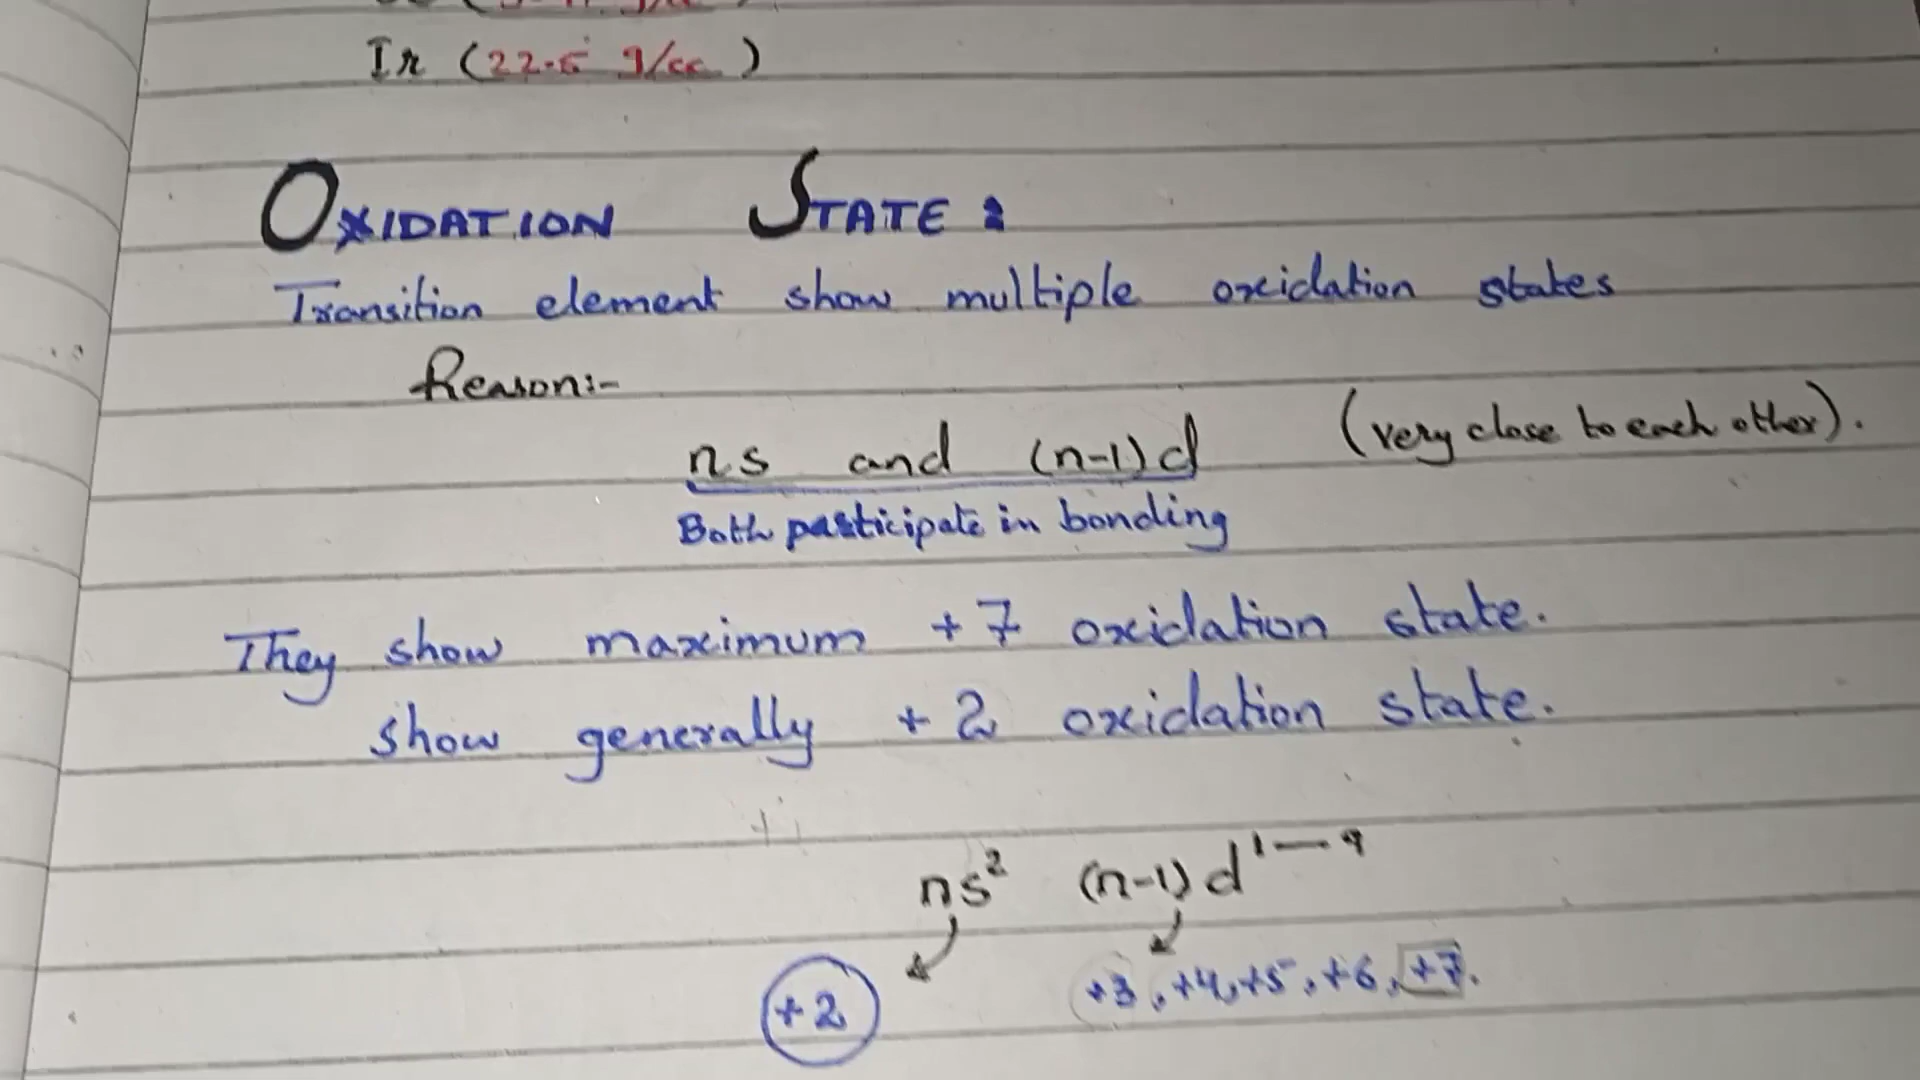 Ir (22.5 g/cc)
OXIDATION STATE:
Transition element show multiple oxidation states
Reason:-
ns and (n-1)d (very close to each other).
Both participate in bonding
They show maximum +7 oxidation state.
show generally +2 oxidation state.
ns² (n-1)d¹—⁹
+2 +3, +4, +5, +6, +7.